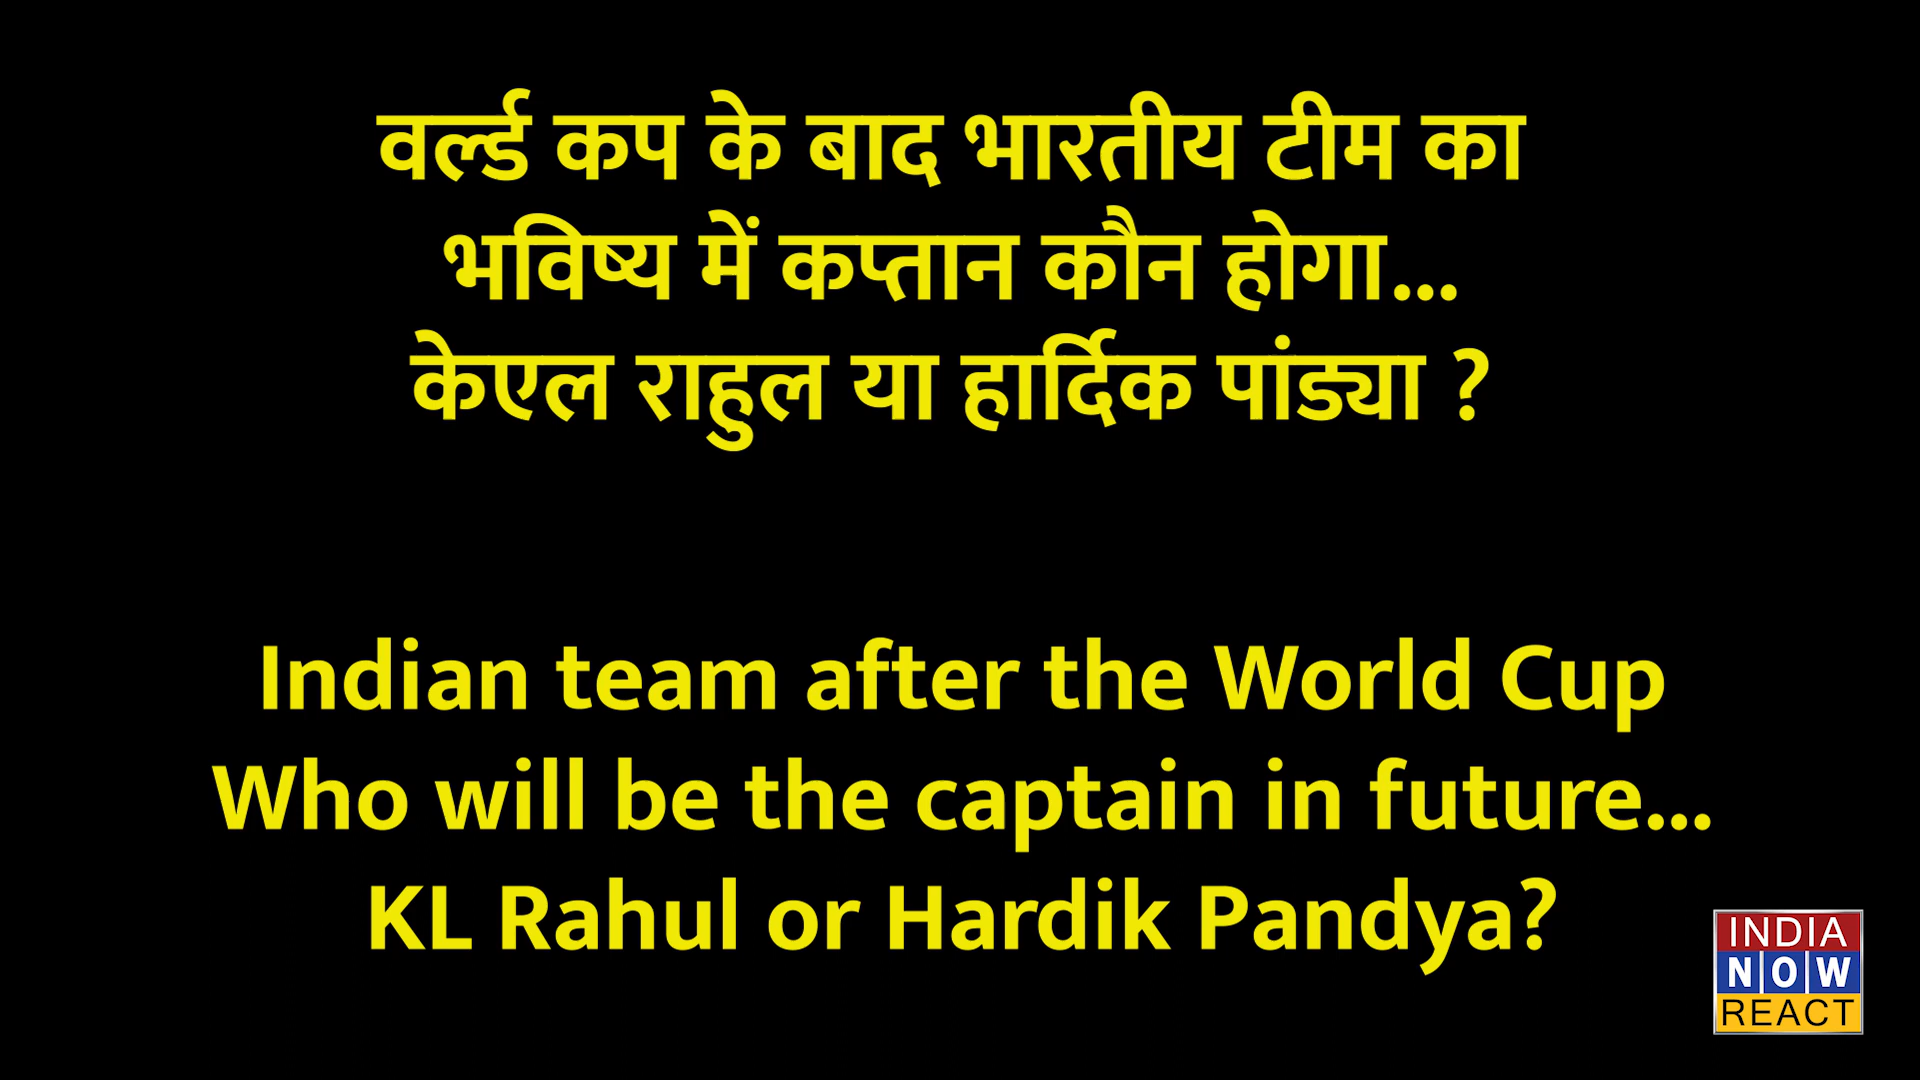 वर्ल्ड कप के बाद भारतीय टीम का
भविष्य में कप्तान कौन होगा...
केएल राहुल या हार्दिक पांड्या ?
Indian team after the World Cup
Who will be the captain in future...
KL Rahul or Hardik Pandya?
INDIA
NOW
REACT